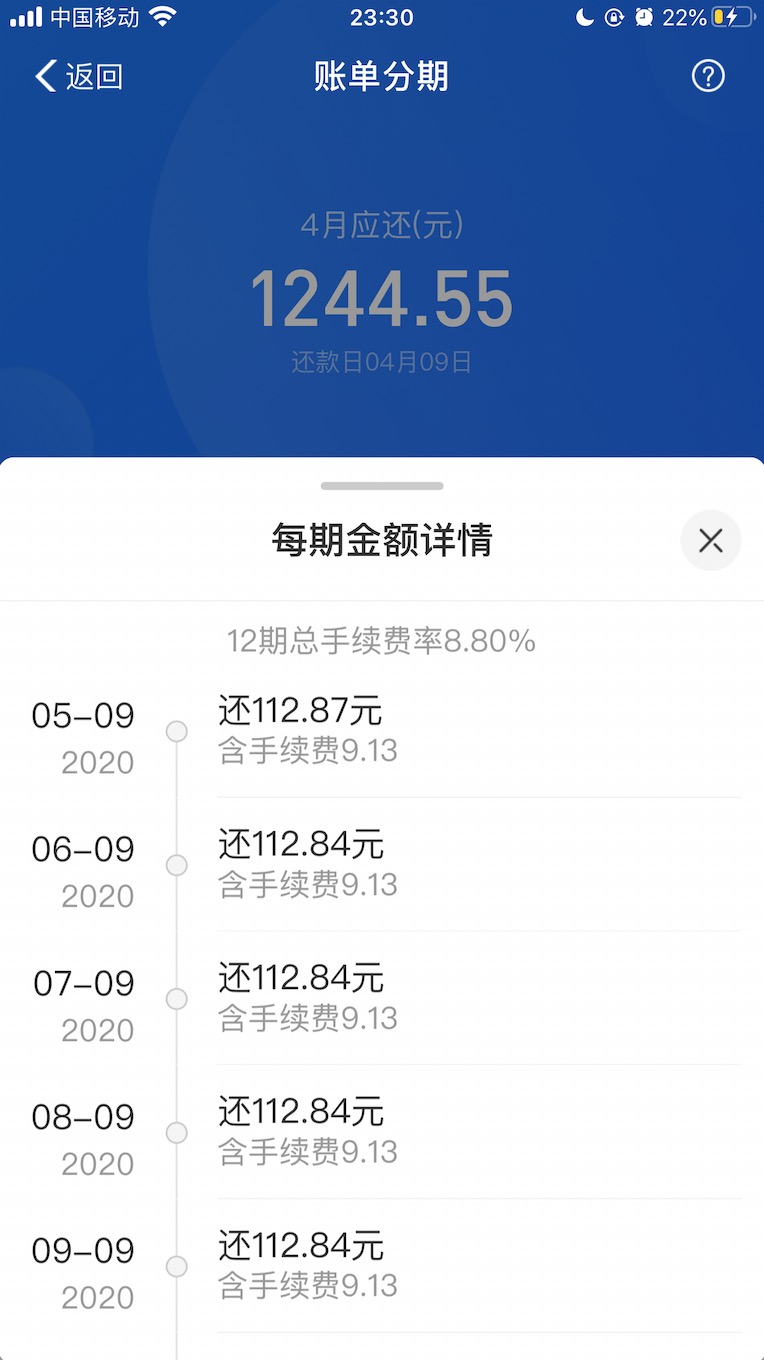 中国移动 23:30 22%
返回 账单分期
4月应还(元)
1244.55
还款日04月09日
每期金额详情
12期总手续费率8.80%
05-09 还112.87元
2020 含手续费9.13
06-09 还112.84元
2020 含手续费9.13
07-09 还112.84元
2020 含手续费9.13
08-09 还112.84元
2020 含手续费9.13
09-09 还112.84元
2020 含手续费9.13